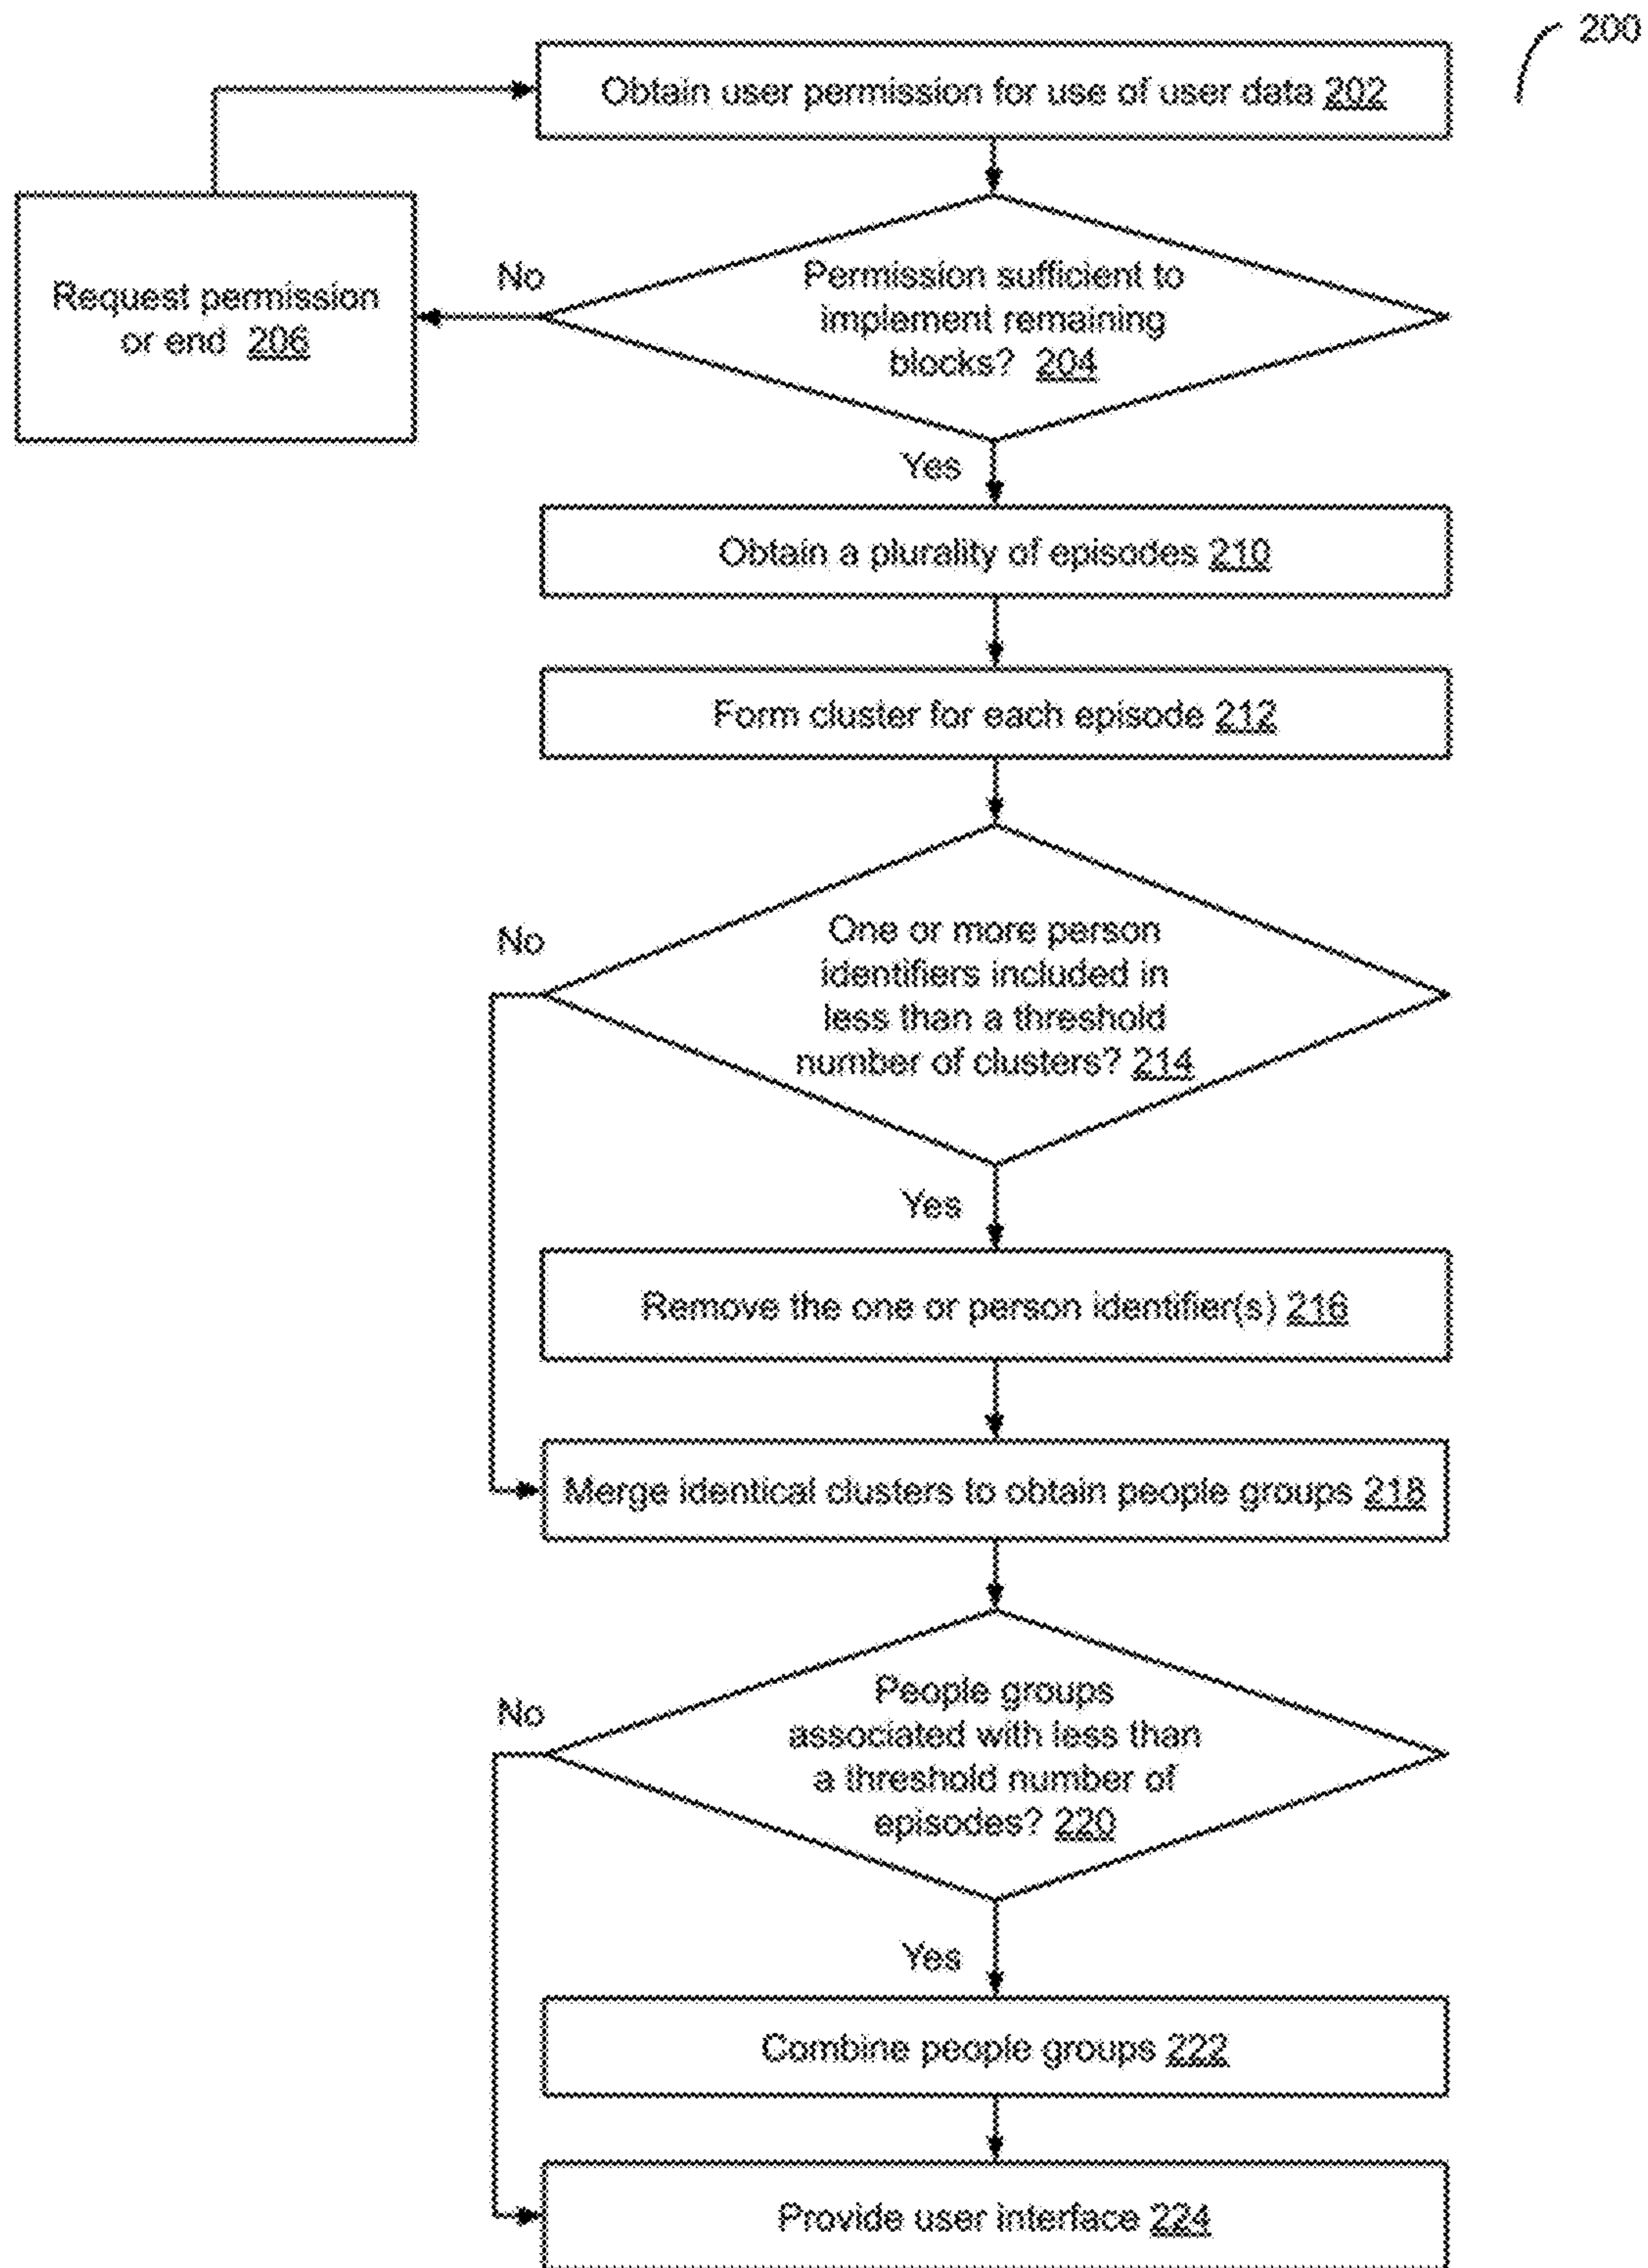 200
Obtain user permission for use of user data 202
Permission sufficient to
implement remaining
blocks? 204
No
Request permission
or end 206
Yes
Obtain a plurality of episodes 210
Form cluster for each episode 212
One or more person
identifiers included in
less than a threshold
number of clusters? 214
No
Yes
Remove the one or person identifier(s) 216
Merge identical clusters to obtain people groups 218
People groups
associated with less than
a threshold number of
episodes? 220
No
Yes
Combine people groups 222
Provide user interface 224